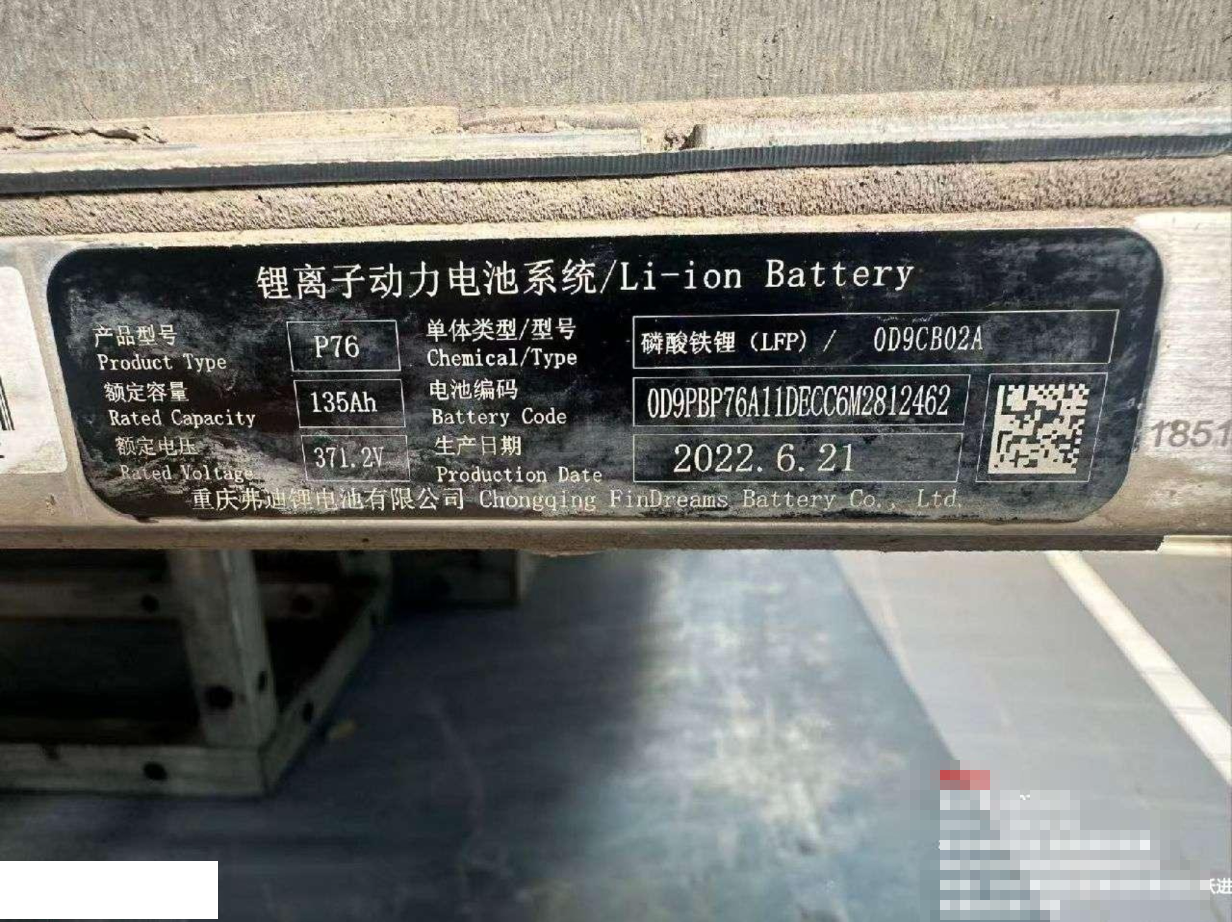 锂离子动力电池系统/Li-ion Battery
产品型号 Product Type P76 单体类型/型号 Chemical/Type 磷酸铁锂（LFP）/ 0D9CB02A
额定容量 Rated Capacity 135Ah 电池编码 Battery Code 0D9PBP76A11DECC6M2812462
额定电压 Rated Voltage 371.2V 生产日期 Production Date 2022.6.21
重庆弗迪锂电池有限公司 Chongqing FinDreams Battery Co., Ltd.
1851